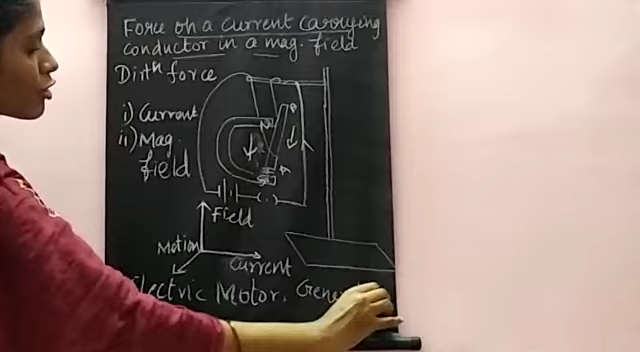 Force on a current carrying
conductor in a mag. field
Dirⁿ force
i) Current
ii) Mag.
field
N
B
A
Field
Motion
Current
Electric Motor. Gene